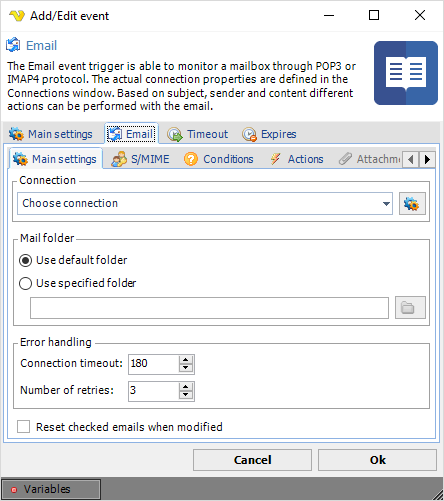 Add/Edit event
Email
The Email event trigger is able to monitor a mailbox through POP3 or
IMAP4 protocol. The actual connection properties are defined in the
Connections window. Based on subject, sender and content different
actions can be performed with the email.
Main settings Email Timeout Expires
Main settings S/MIME Conditions Actions Attachm
Connection
Choose connection
Mail folder
Use default folder
Use specified folder
Error handling
Connection timeout: 180
Number of retries: 3
Reset checked emails when modified
Cancel Ok
Variables